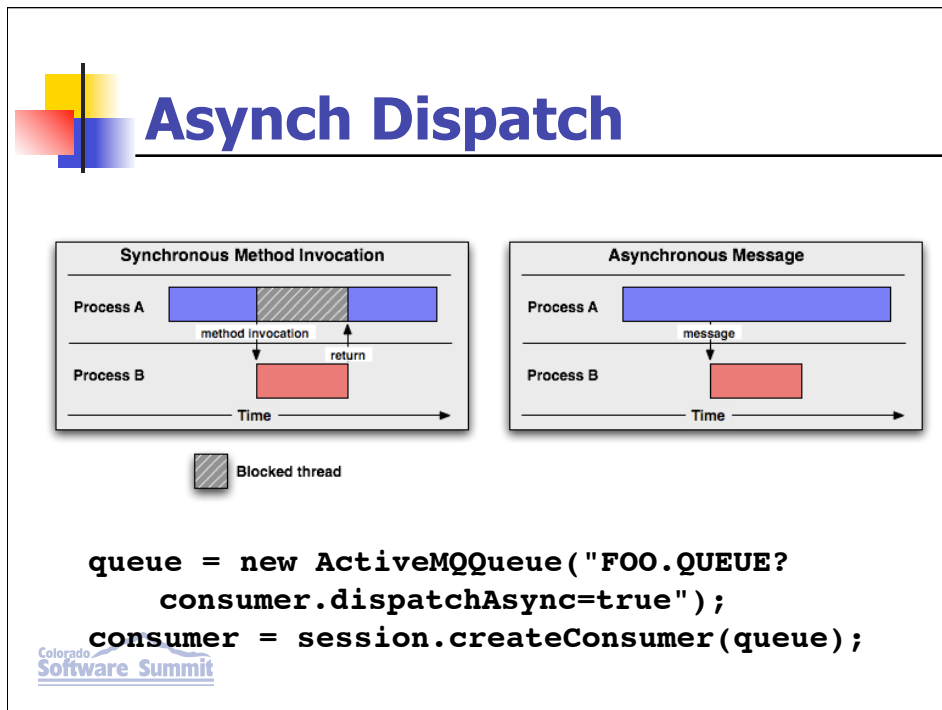 Asynch Dispatch
Synchronous Method Invocation
Process A
method invocation
return
Process B
Time
Blocked thread
Asynchronous Message
Process A
message
Process B
Time
queue = new ActiveMQQueue("FOO.QUEUE?
consumer.dispatchAsync=true");
consumer = session.createConsumer(queue);
Colorado
Software Summit